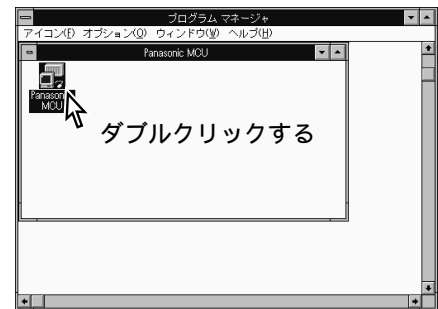 プログラム マネージャ
アイコン(F) オプション(O) ウィンドウ(W) ヘルプ(H)
Panasonic MCU
Panasonic
MCU
ダブルクリックする